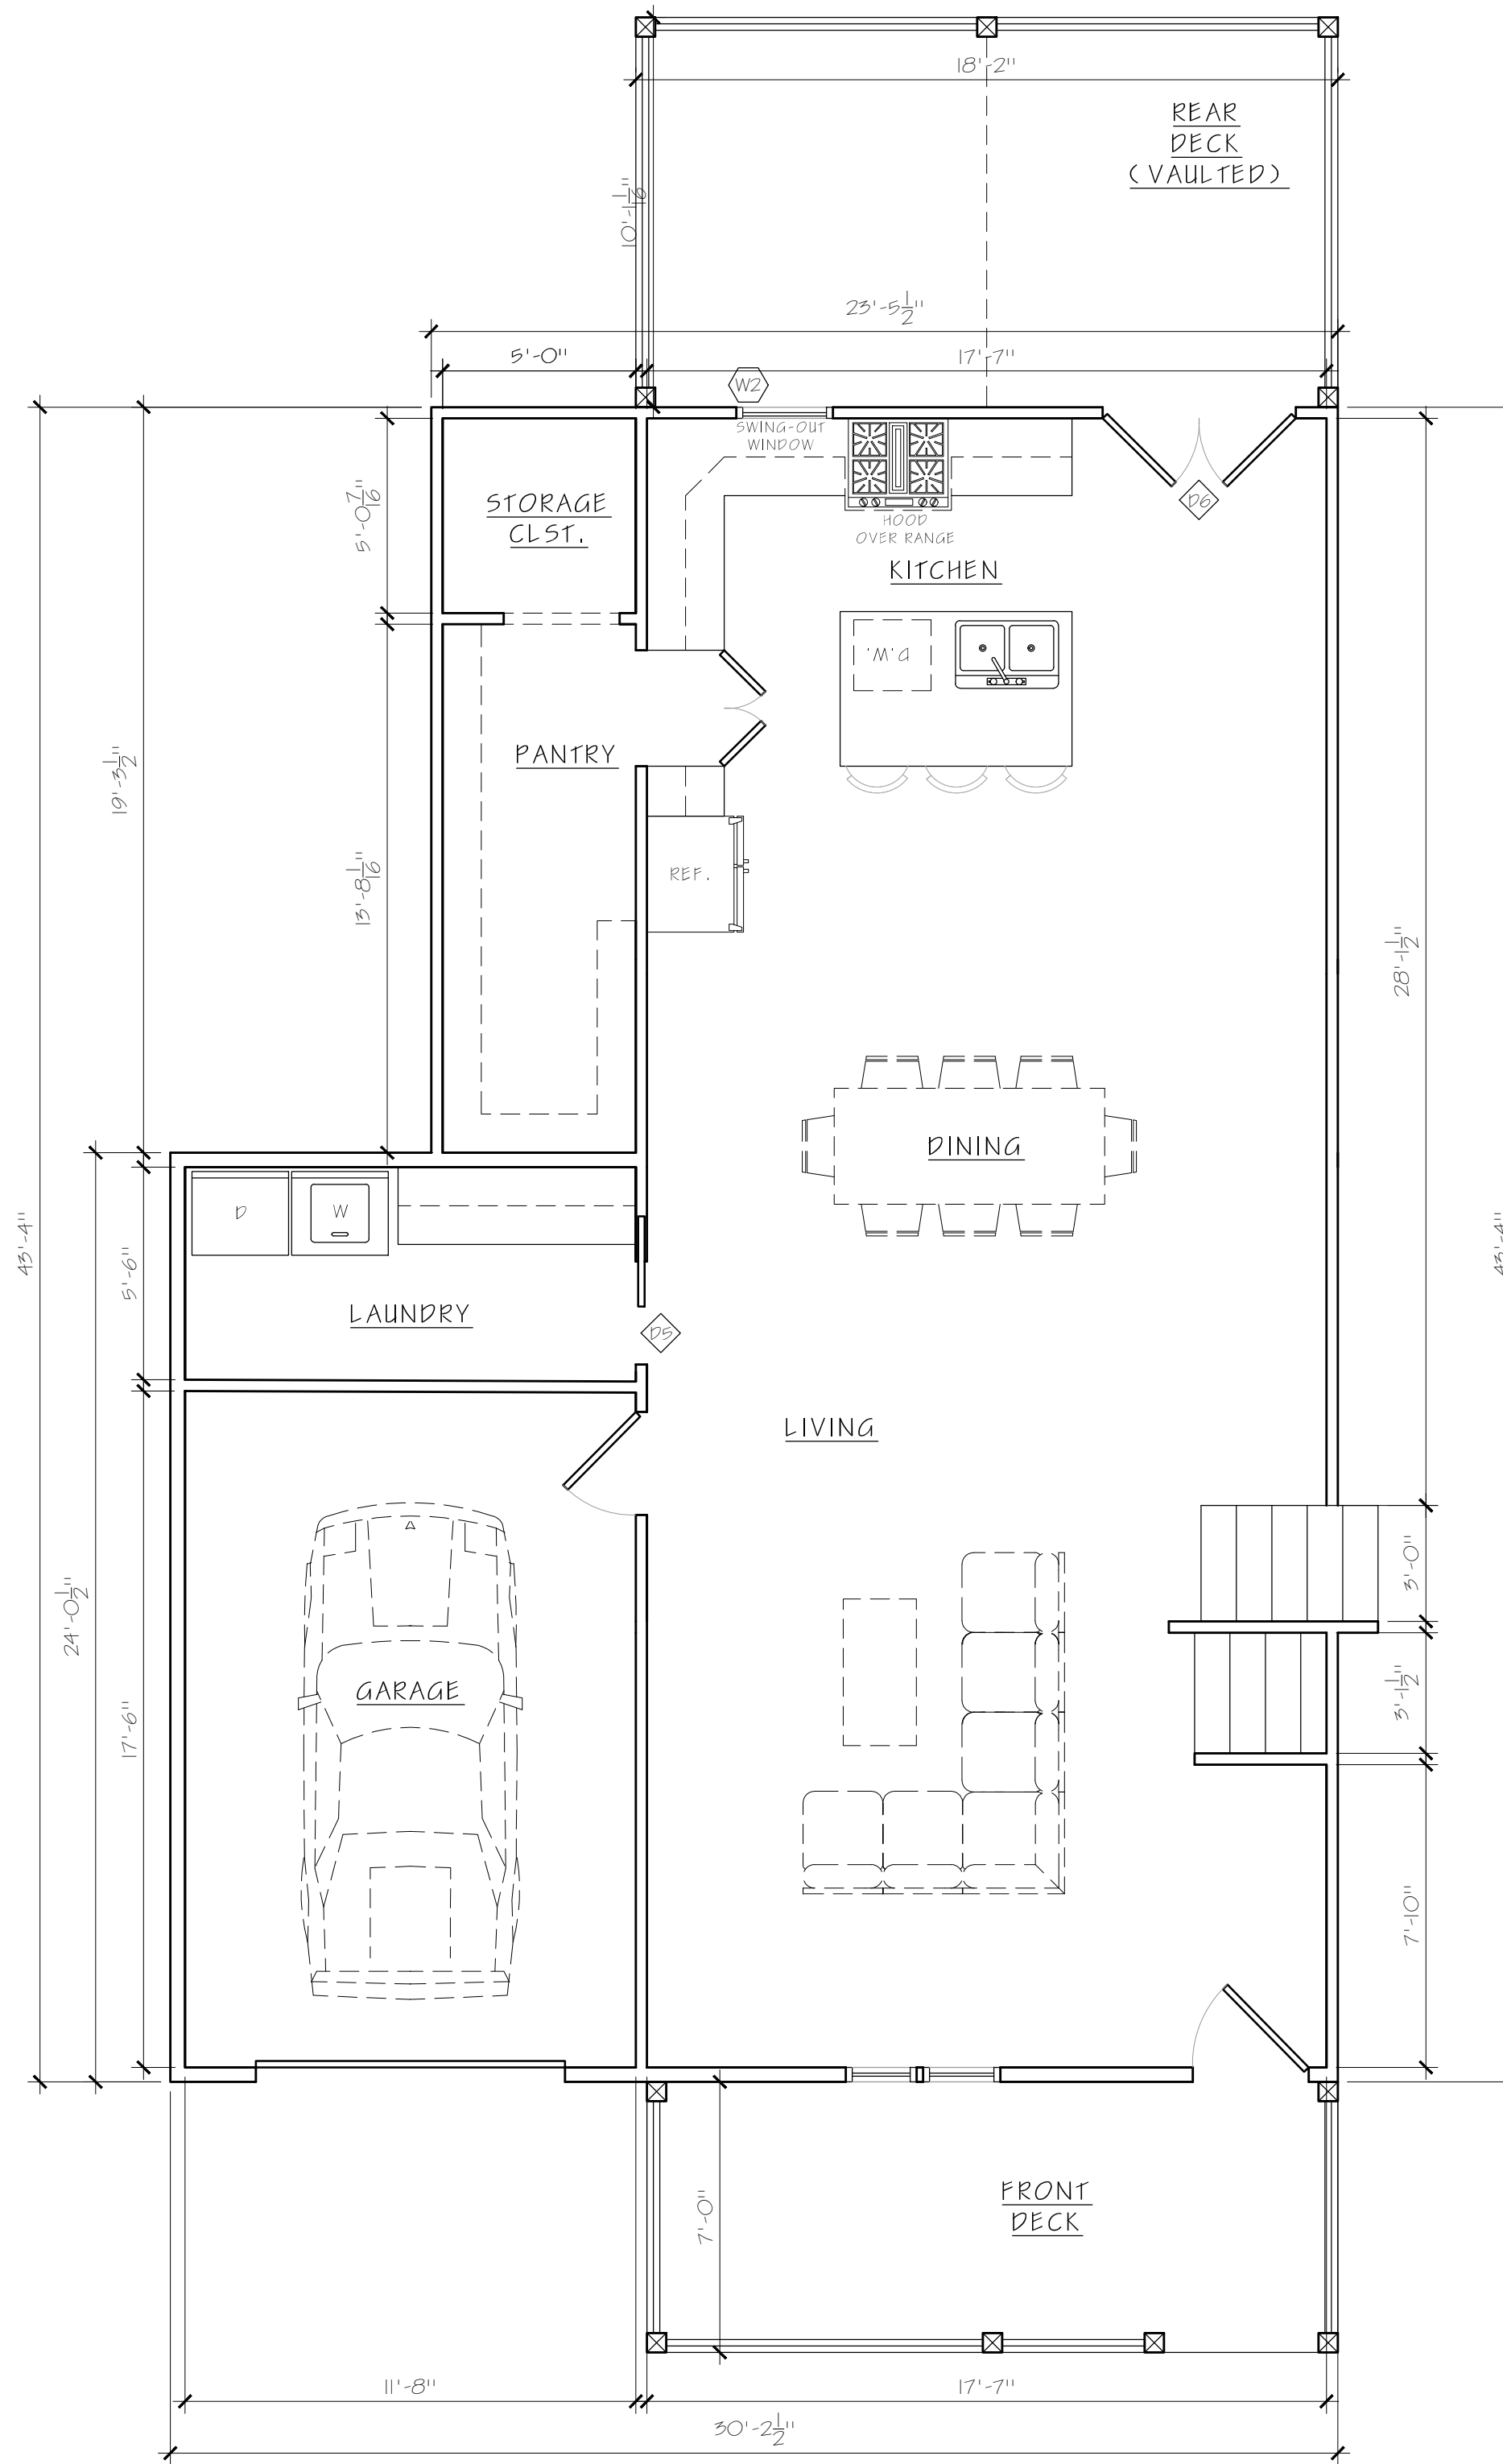 18'-2"
REAR
DECK
(VAULTED)
10'-1 1/16"
23'-5 1/2"
5'-0"
17'-7"
W2
SWING-OUT
WINDOW
D6
STORAGE
CLST.
5'-0 7/16"
HOOD
OVER RANGE
KITCHEN
D.W.
PANTRY
19'-3 1/2"
13'-8 1/16"
REF.
28'-1 1/2"
DINING
43'-4"
43'-4"
5'-6"
D
W
LAUNDRY
D5
LIVING
24'-0 1/2"
3'-0"
GARAGE
17'-6"
3'-1 1/2"
7'-10"
FRONT
DECK
7'-0"
11'-8"
17'-7"
30'-2 1/2"